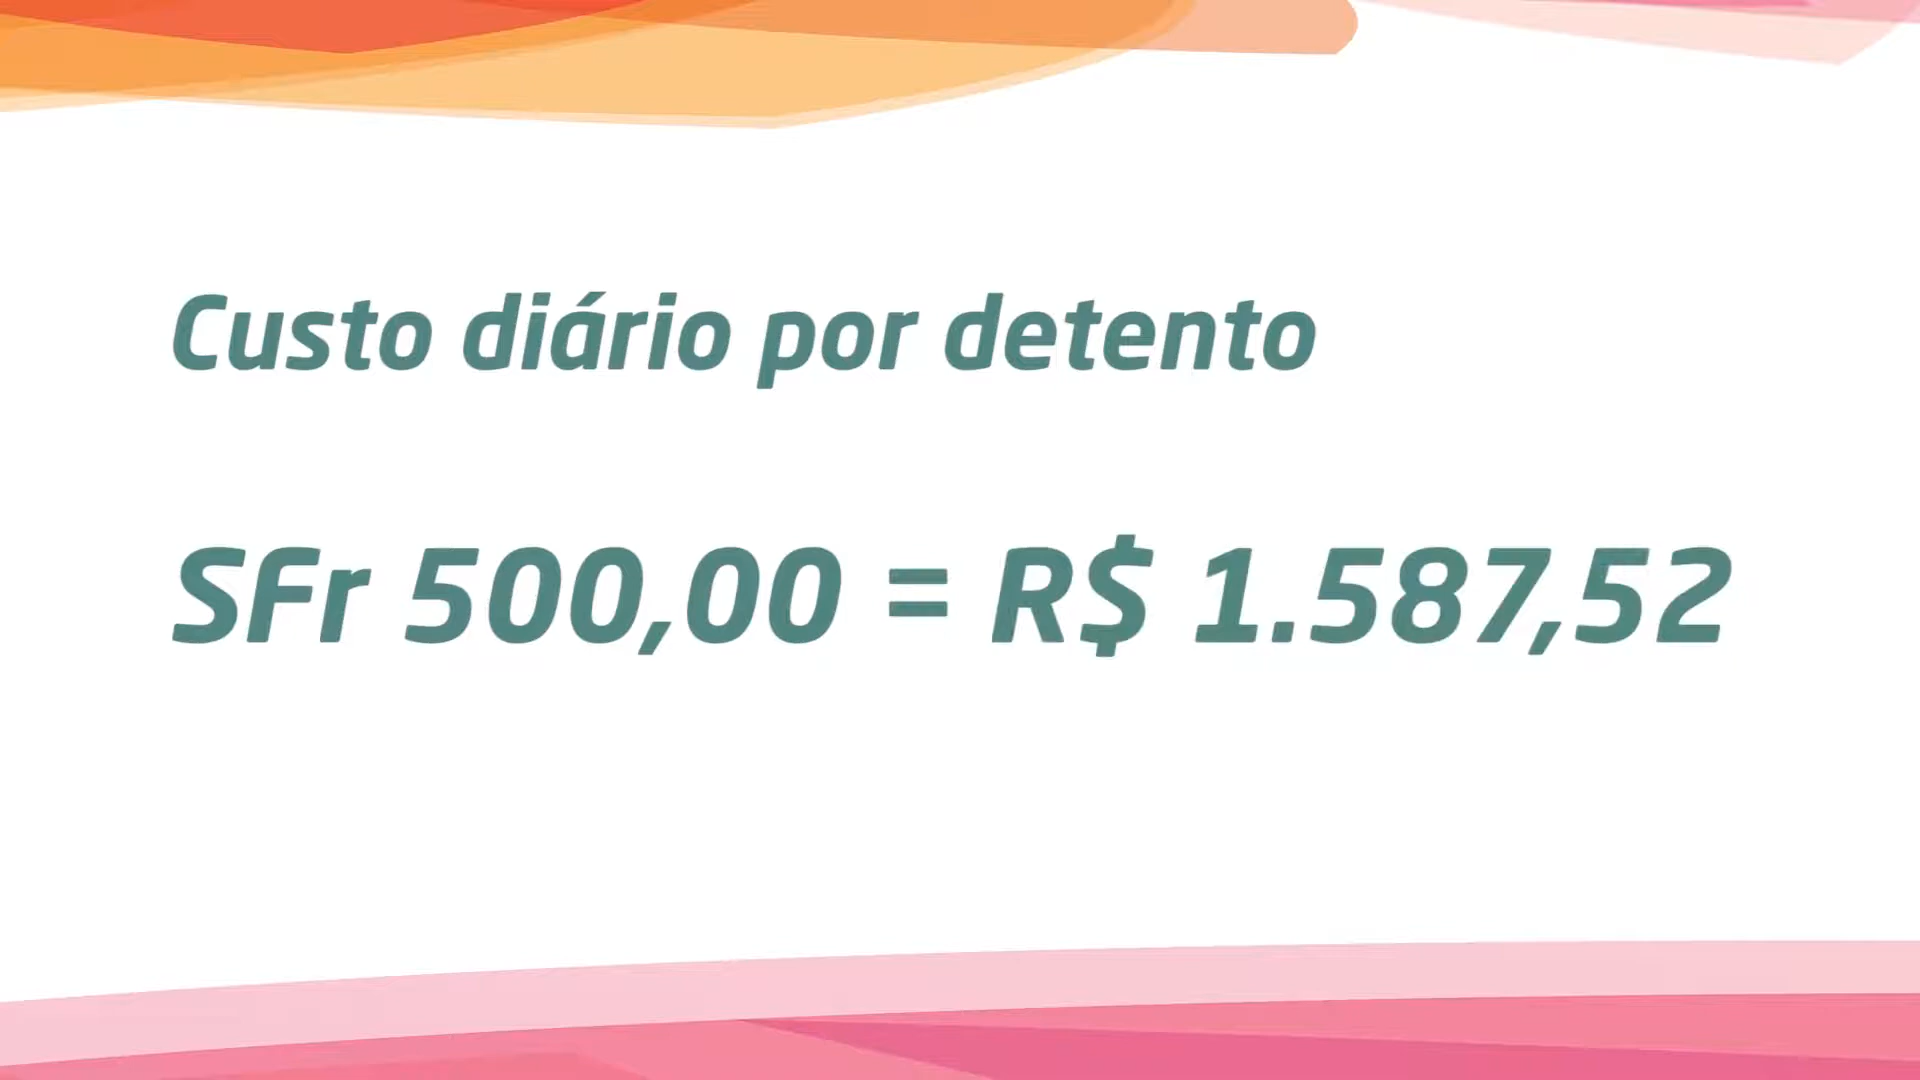 Custo diário por detento
SFr 500,00 = R$ 1.587,52